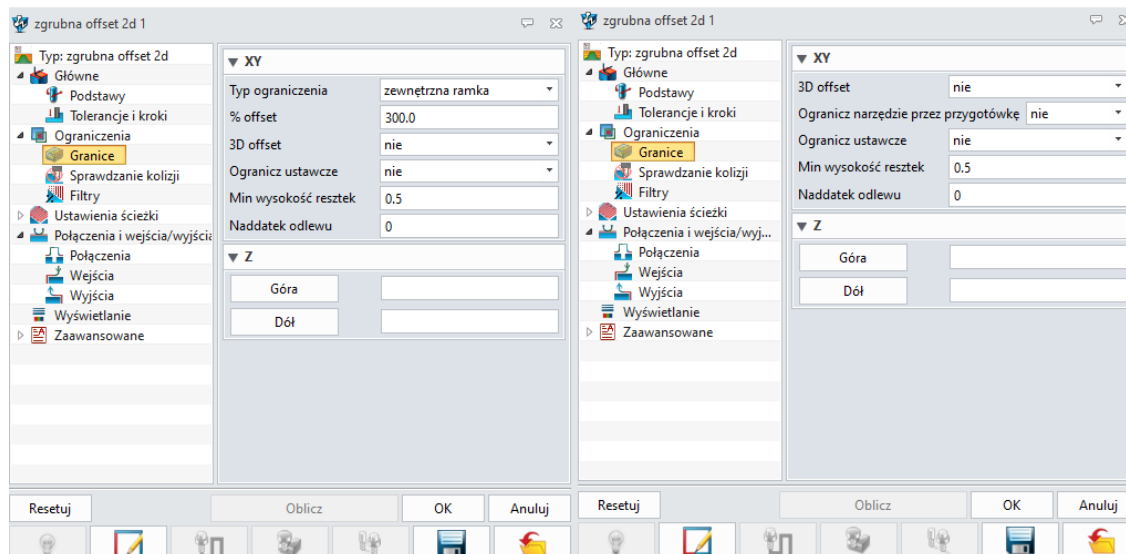 zgrubna offset 2d 1
Typ: zgrubna offset 2d
Główne
Podstawy
Tolerancje i kroki
Ograniczenia
Granice
Sprawdzanie kolizji
Filtry
Ustawienia ścieżki
Połączenia i wejścia/wyjścia
Połączenia
Wejścia
Wyjścia
Wyświetlanie
Zaawansowane
XY
Typ ograniczenia zewnętrzna ramka
% offset 300.0
3D offset nie
Ogranicz ustawcze nie
Min wysokość resztek 0.5
Naddatek odlewu 0
Z
Góra
Dół
Resetuj Oblicz OK Anuluj
zgrubna offset 2d 1
Typ: zgrubna offset 2d
Główne
Podstawy
Tolerancje i kroki
Ograniczenia
Granice
Sprawdzanie kolizji
Filtry
Ustawienia ścieżki
Połączenia i wejścia/wyj...
Połączenia
Wejścia
Wyjścia
Wyświetlanie
Zaawansowane
XY
3D offset nie
Ogranicz narzędzie przez przygotówkę nie
Ogranicz ustawcze nie
Min wysokość resztek 0.5
Naddatek odlewu 0
Z
Góra
Dół
Resetuj Oblicz OK Anuluj